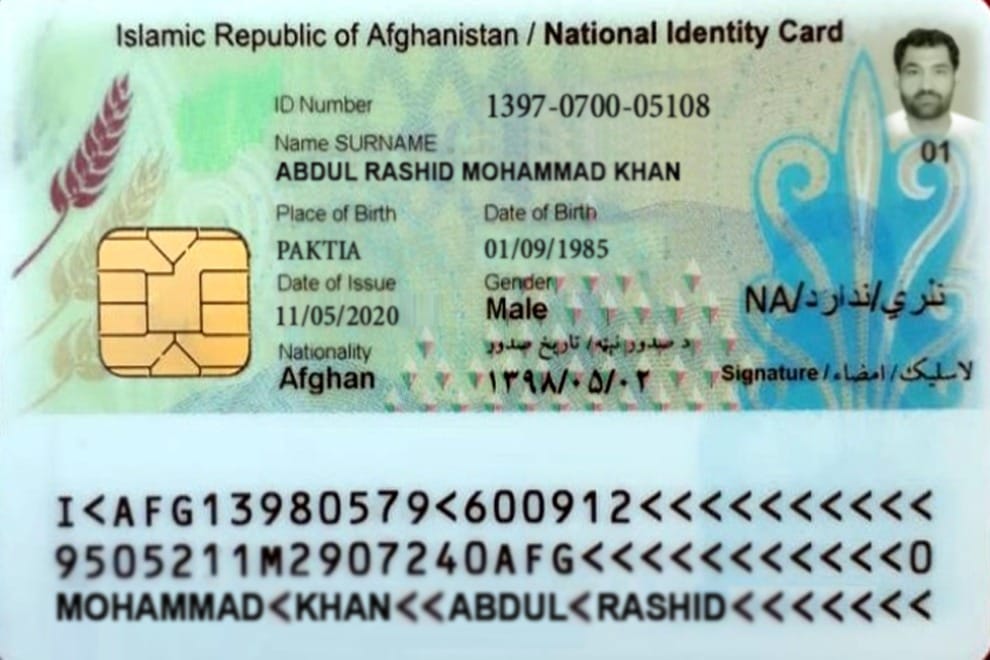 Islamic Republic of Afghanistan / National Identity Card
ID Number 1397-0700-05108
Name SURNAME
ABDUL RASHID MOHAMMAD KHAN
01
Place of Birth Date of Birth
PAKTIA 01/09/1985
Date of Issue Gender
11/05/2020 Male
NA/تلري/ندارد
Nationality د صدور نېټه/ تاریخ صدور
Afghan ۱۳۹۸/۰۵/۰۲
Signature / امضاء / لاسلیک
I<AFG13980579<600912<<<<<<<<<<<
9505211M2907240AFG<<<<<<<<<<<<0
MOHAMMAD<KHAN<<ABDUL<RASHID<<<<<<<